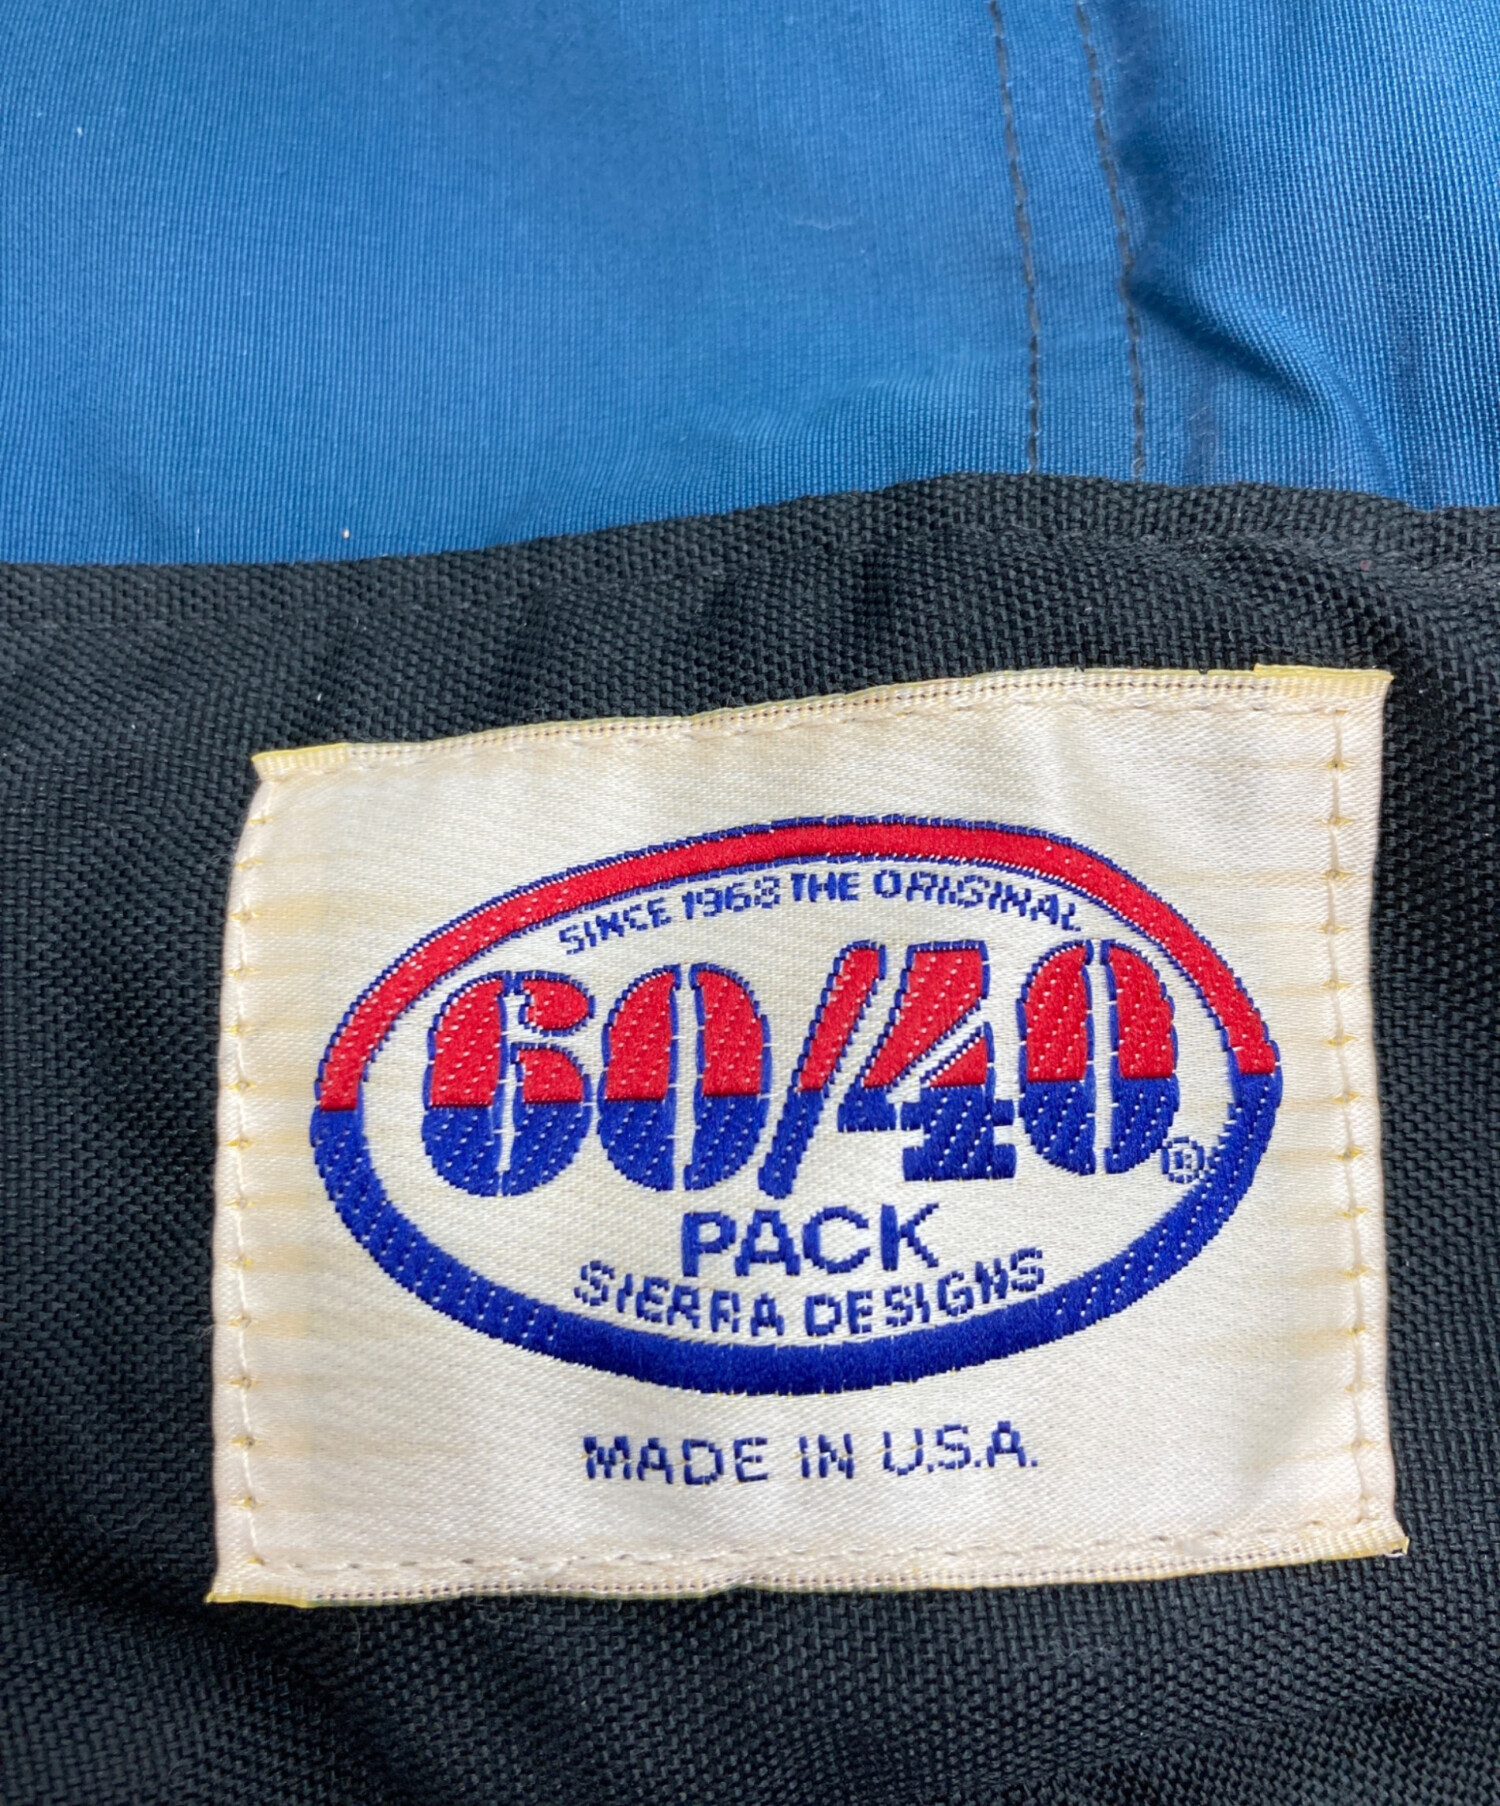 SINCE 1968 THE ORIGINAL
60/40®
PACK
SIERRA DESIGNS
MADE IN U.S.A.